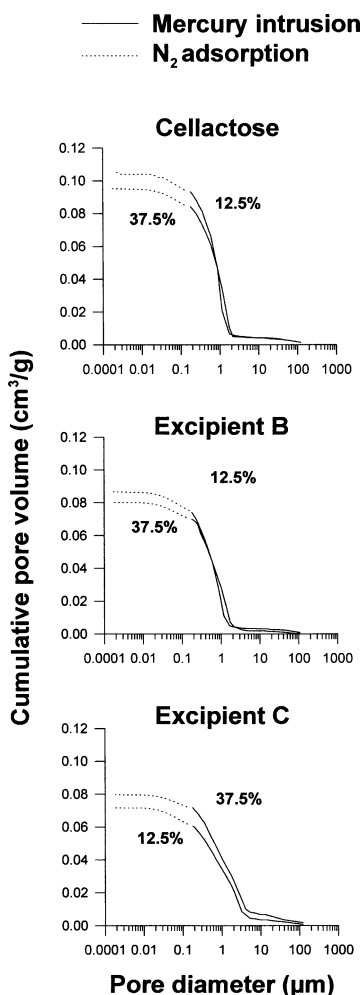 Mercury intrusion
N₂ adsorption
Cellactose
0.12
0.10
0.08
0.06
0.04
0.02
0.00
12.5%
37.5%
0.0001 0.01 0.1 1 10 100 1000
Excipient B
0.12
0.10
0.08
0.06
0.04
0.02
0.00
12.5%
37.5%
0.0001 0.01 0.1 1 10 100 1000
Cumulative pore volume (cm³/g)
Excipient C
0.08
0.06
0.04
0.02
0.00
37.5%
12.5%
0.0001 0.01 0.1 1 10 100 1000
Pore diameter (μm)